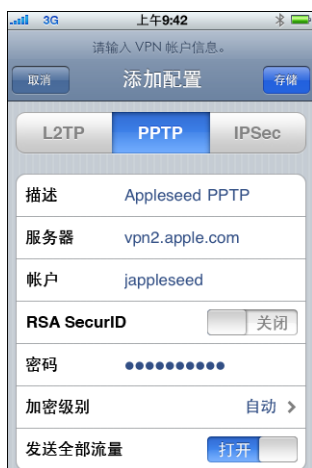 3G 上午9:42
请输入 VPN 帐户信息。
取消 添加配置 存储
L2TP PPTP IPSec
描述 Appleseed PPTP
服务器 vpn2.apple.com
帐户 jappleseed
RSA SecurID 关闭
密码 ●●●●●●●●●●
加密级别 自动
发送全部流量 打开